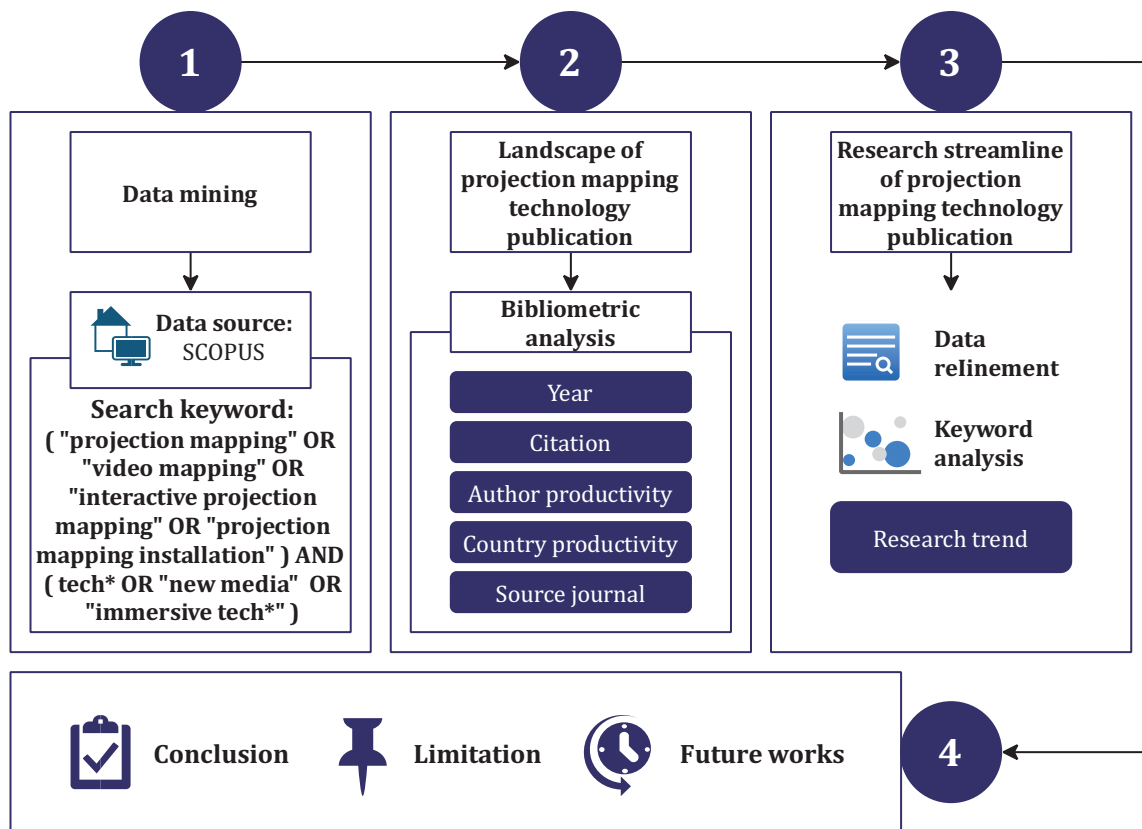 1
2
3
Data mining
Data source:
SCOPUS
Search keyword:
( "projection mapping" OR
"video mapping" OR
"interactive projection
mapping" OR "projection
mapping installation" ) AND
( tech* OR "new media" OR
"immersive tech*" )
Landscape of
projection mapping
technology
publication
Bibliometric
analysis
Year
Citation
Author productivity
Country productivity
Source journal
Research streamline
of projection
mapping technology
publication
Data
relinement
Keyword
analysis
Research trend
Conclusion
Limitation
Future works
4